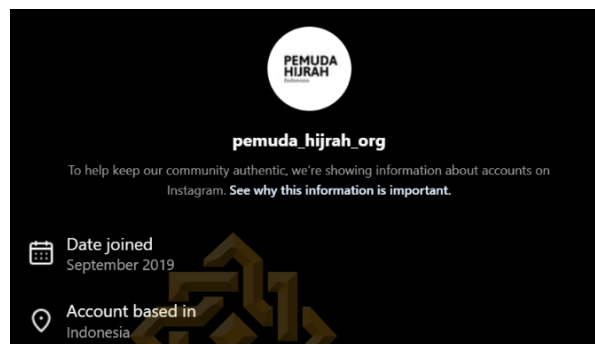 PEMUDA
HIJRAH
Indonesia
pemuda_hijrah_org
To help keep our community authentic, we're showing information about accounts on
Instagram. See why this information is important.
Date joined
September 2019
Account based in
Indonesia